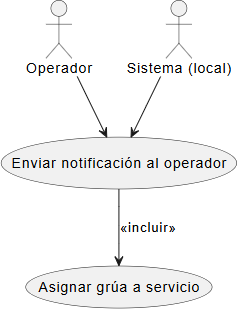 Operador
Sistema (local)
Enviar notificación al operador
«incluir»
Asignar grúa a servicio